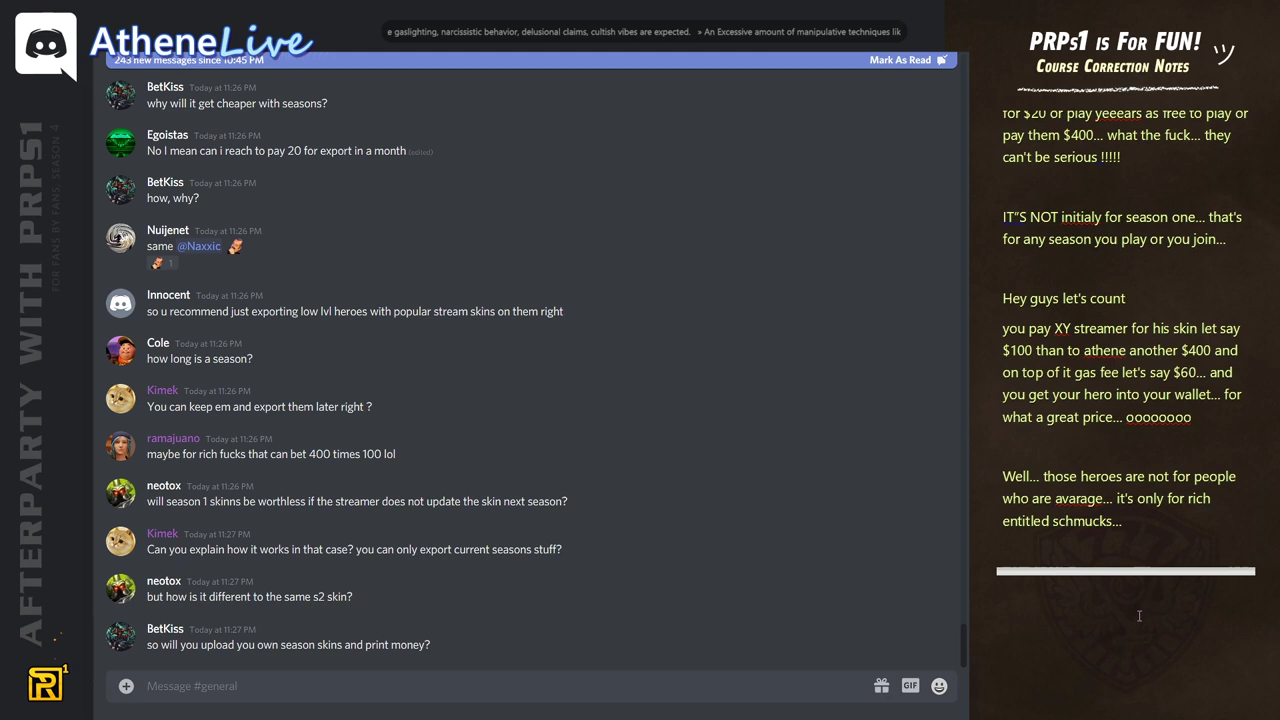 AtheneLive
e gaslighting, narcissistic behavior, delusional claims, cultish vibes are expected.    » An Excessive amount of manipulative techniques lik
243 new messages since 10:45 PM
Mark As Read
BetKiss Today at 11:26 PM
why will it get cheaper with seasons?
Egoistas Today at 11:26 PM
No I mean can i reach to pay 20 for export in a month (edited)
BetKiss Today at 11:26 PM
how, why?
Nuijenet Today at 11:26 PM
same @Naxxic
1
Innocent Today at 11:26 PM
so u recommend just exporting low lvl heroes with popular stream skins on them right
Cole Today at 11:26 PM
how long is a season?
Kimek Today at 11:26 PM
You can keep em and export them later right ?
ramajuano Today at 11:26 PM
maybe for rich fucks that can bet 400 times 100 lol
neotox Today at 11:26 PM
will season 1 skinns be worthless if the streamer does not update the skin next season?
Kimek Today at 11:27 PM
Can you explain how it works in that case? you can only export current seasons stuff?
neotox Today at 11:27 PM
but how is it different to the same s2 skin?
BetKiss Today at 11:27 PM
so will you upload you own season skins and print money?
Message #general
GIF
AFTERPARTY WITH PRPS1
FOR FANS BY FANS, SEASON 4
R1
PRPs1 is For FUN!
Course Correction Notes
ツ
for $20 or play yeeears as free to play or
pay them $400... what the fuck... they
can't be serious !!!!!
IT"S NOT initialy for season one... that's
for any season you play or you join...
Hey guys let's count
you pay XY streamer for his skin let say
$100 than to athene another $400 and
on top of it gas fee let's say $60... and
you get your hero into your wallet... for
what a great price... oooooooo
Well... those heroes are not for people
who are avarage... it's only for rich
entitled schmucks...